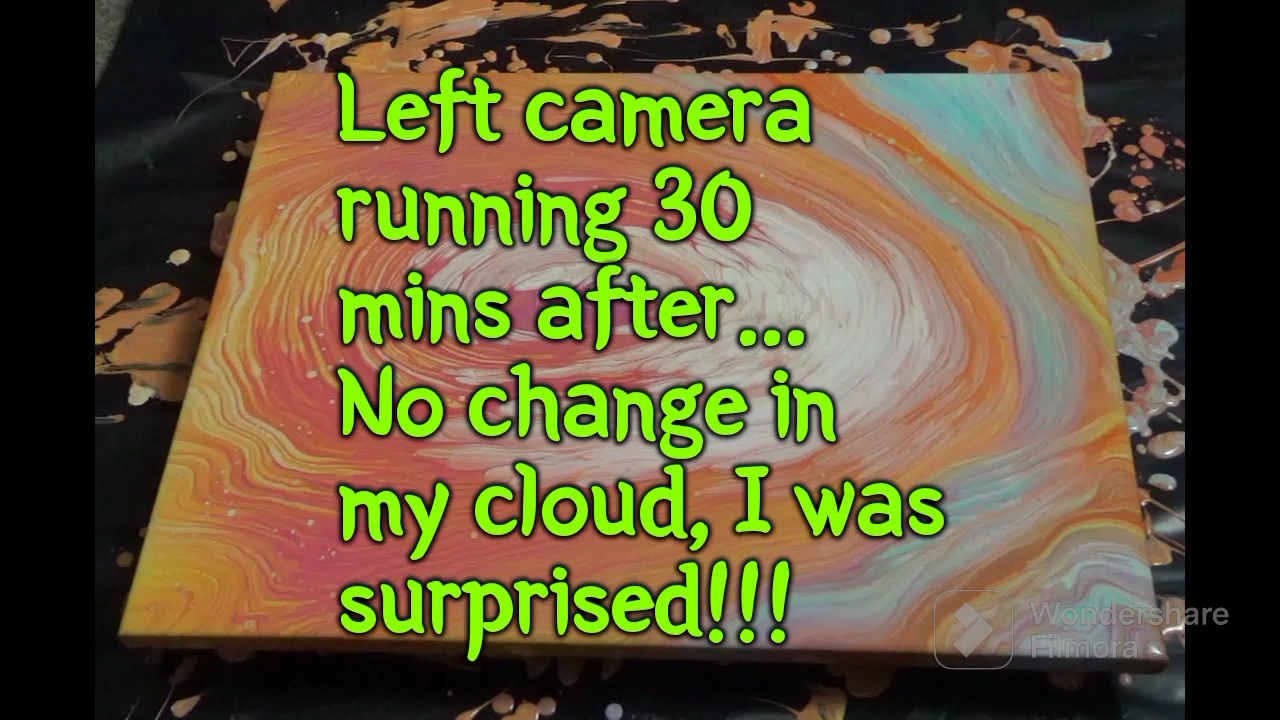 Left camera
running 30
mins after...
No change in
my cloud, I was
surprised!!!
Wondershare
Filmora